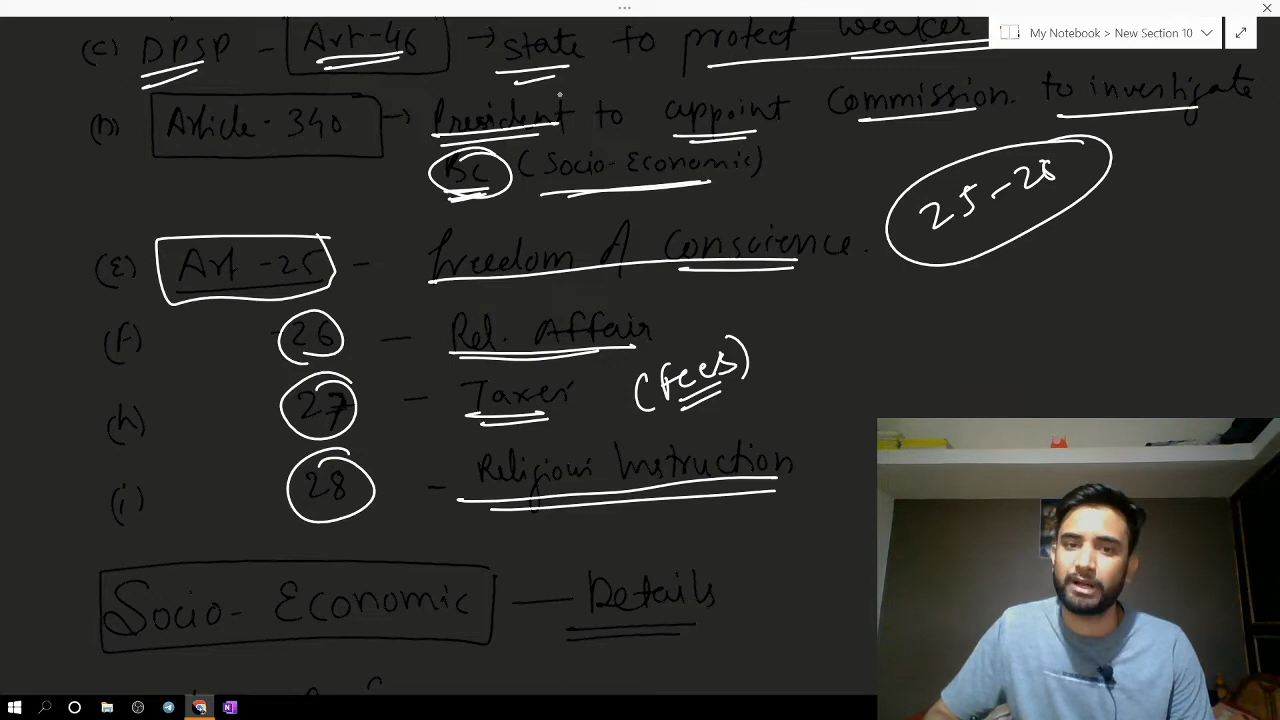 (c) DPSP - Art-46 → State to protect weaker
My Notebook > New Section 10
(D) Article-340 → President to appoint Commission. to investigate
BC (Socio-Economic)
25-28
(E) Art-25 - freedom of Conscience.
(f) 26 - Rel. Affair
(h) 27 - Taxes (fees)
(i) 28 - Religious Instruction
Socio-Economic - Details